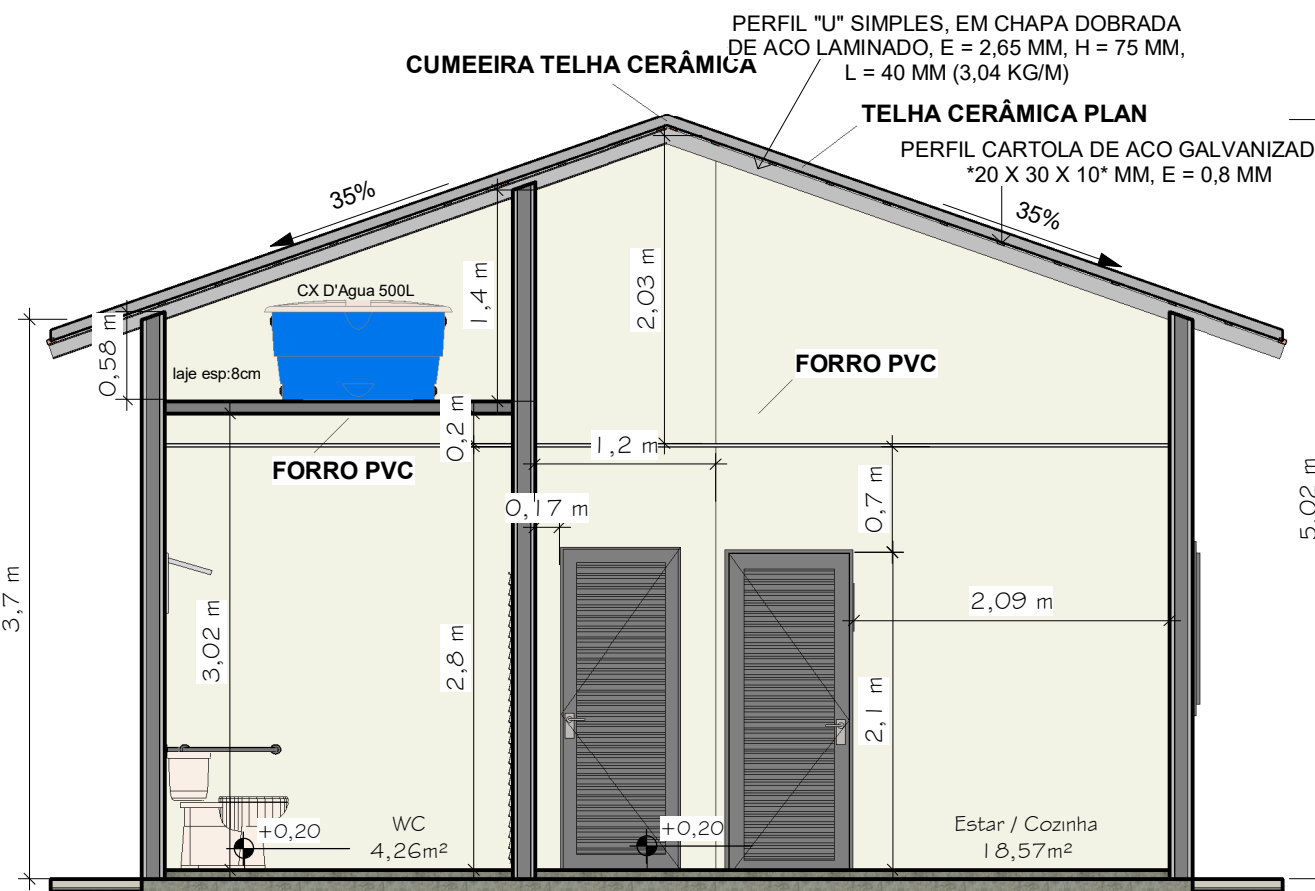 PERFIL "U" SIMPLES, EM CHAPA DOBRADA
DE ACO LAMINADO, E = 2,65 MM, H = 75 MM,
L = 40 MM (3,04 KG/M)
CUMEEIRA TELHA CERÂMICA
TELHA CERÂMICA PLAN
PERFIL CARTOLA DE ACO GALVANIZAD
*20 X 30 X 10* MM, E = 0,8 MM
35%
35%
CX D'Agua 500L
1,4 m
2,03 m
0,58 m
laje esp:8cm
FORRO PVC
0,2 m
1,2 m
FORRO PVC
0,17 m
0,7 m
5,02 m
3,7 m
3,02 m
2,8 m
2,09 m
2,1 m
+0,20
WC
4,26m²
+0,20
Estar / Cozinha
18,57m²